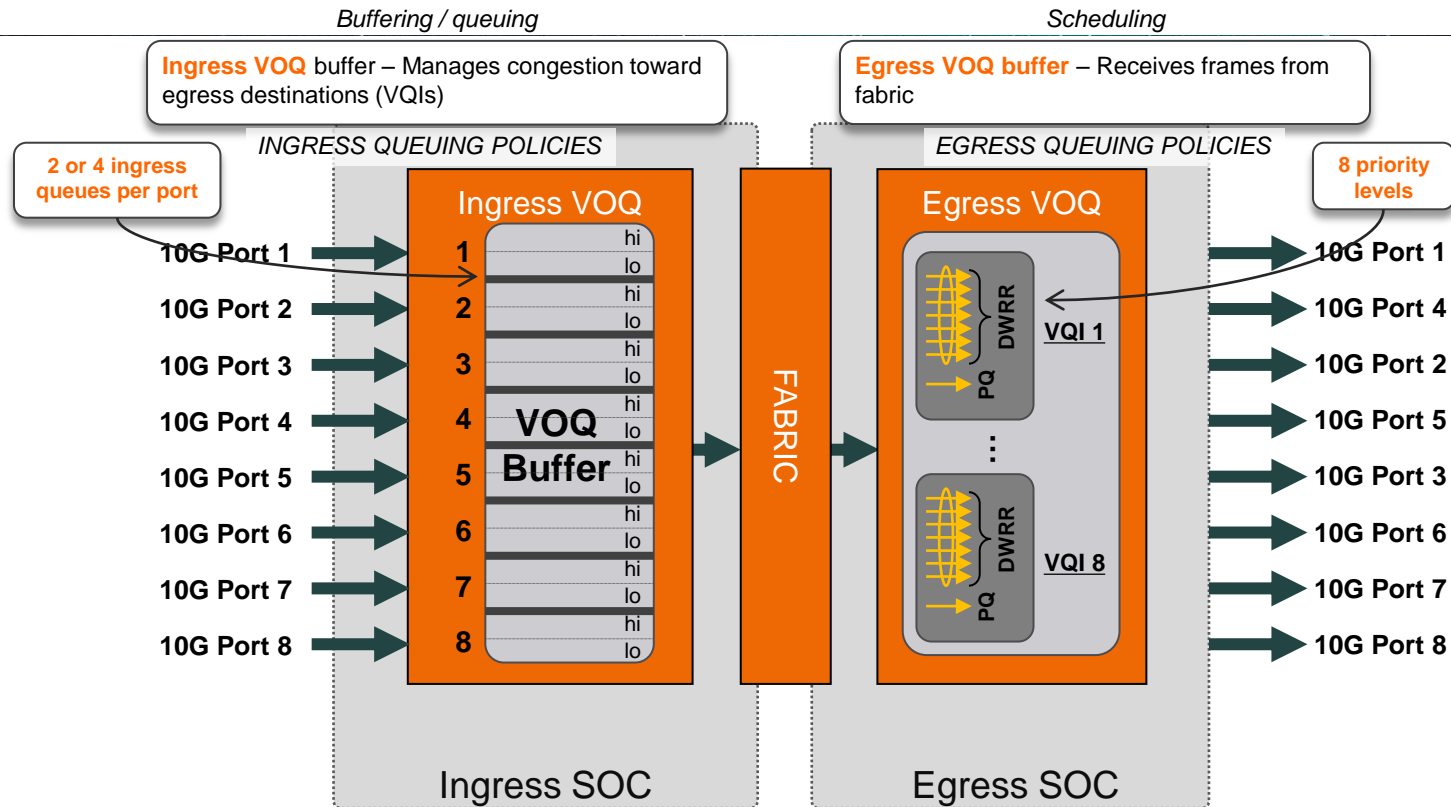 Buffering / queuing
Scheduling
Ingress VOQ buffer – Manages congestion toward
egress destinations (VQIs)
Egress VOQ buffer – Receives frames from
fabric
INGRESS QUEUING POLICIES
EGRESS QUEUING POLICIES
2 or 4 ingress
queues per port
8 priority
levels
Ingress VOQ
Egress VOQ
10G Port 1
10G Port 2
10G Port 3
10G Port 4
10G Port 5
10G Port 6
10G Port 7
10G Port 8
1
2
3
4
5
6
7
8
hi
lo
hi
lo
hi
lo
hi
lo
hi
lo
hi
lo
hi
lo
hi
lo
VOQ
Buffer
FABRIC
DWRR
PQ
VQI 1
...
DWRR
PQ
VQI 8
10G Port 1
10G Port 4
10G Port 2
10G Port 5
10G Port 3
10G Port 6
10G Port 7
10G Port 8
Ingress SOC
Egress SOC